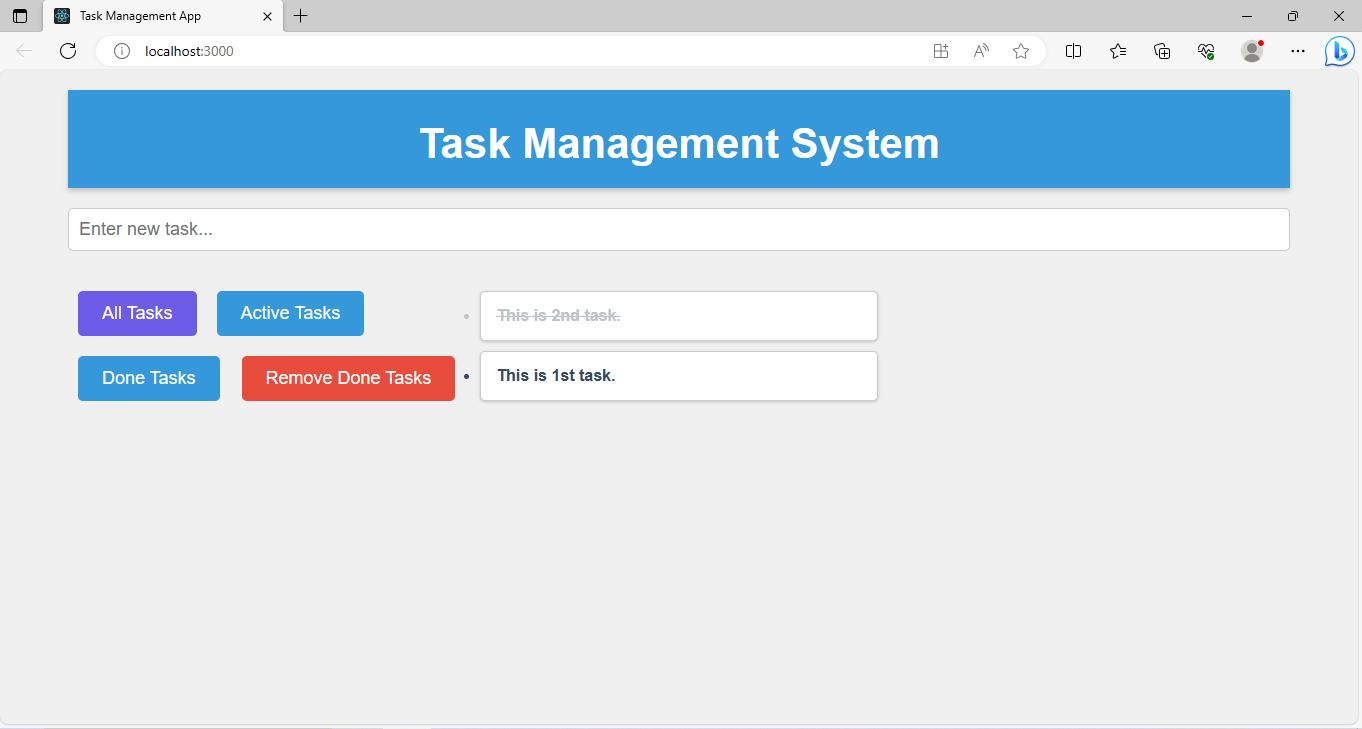 Task Management App
localhost:3000
Task Management System
Enter new task...
All Tasks
Active Tasks
Done Tasks
Remove Done Tasks
This is 2nd task.
This is 1st task.